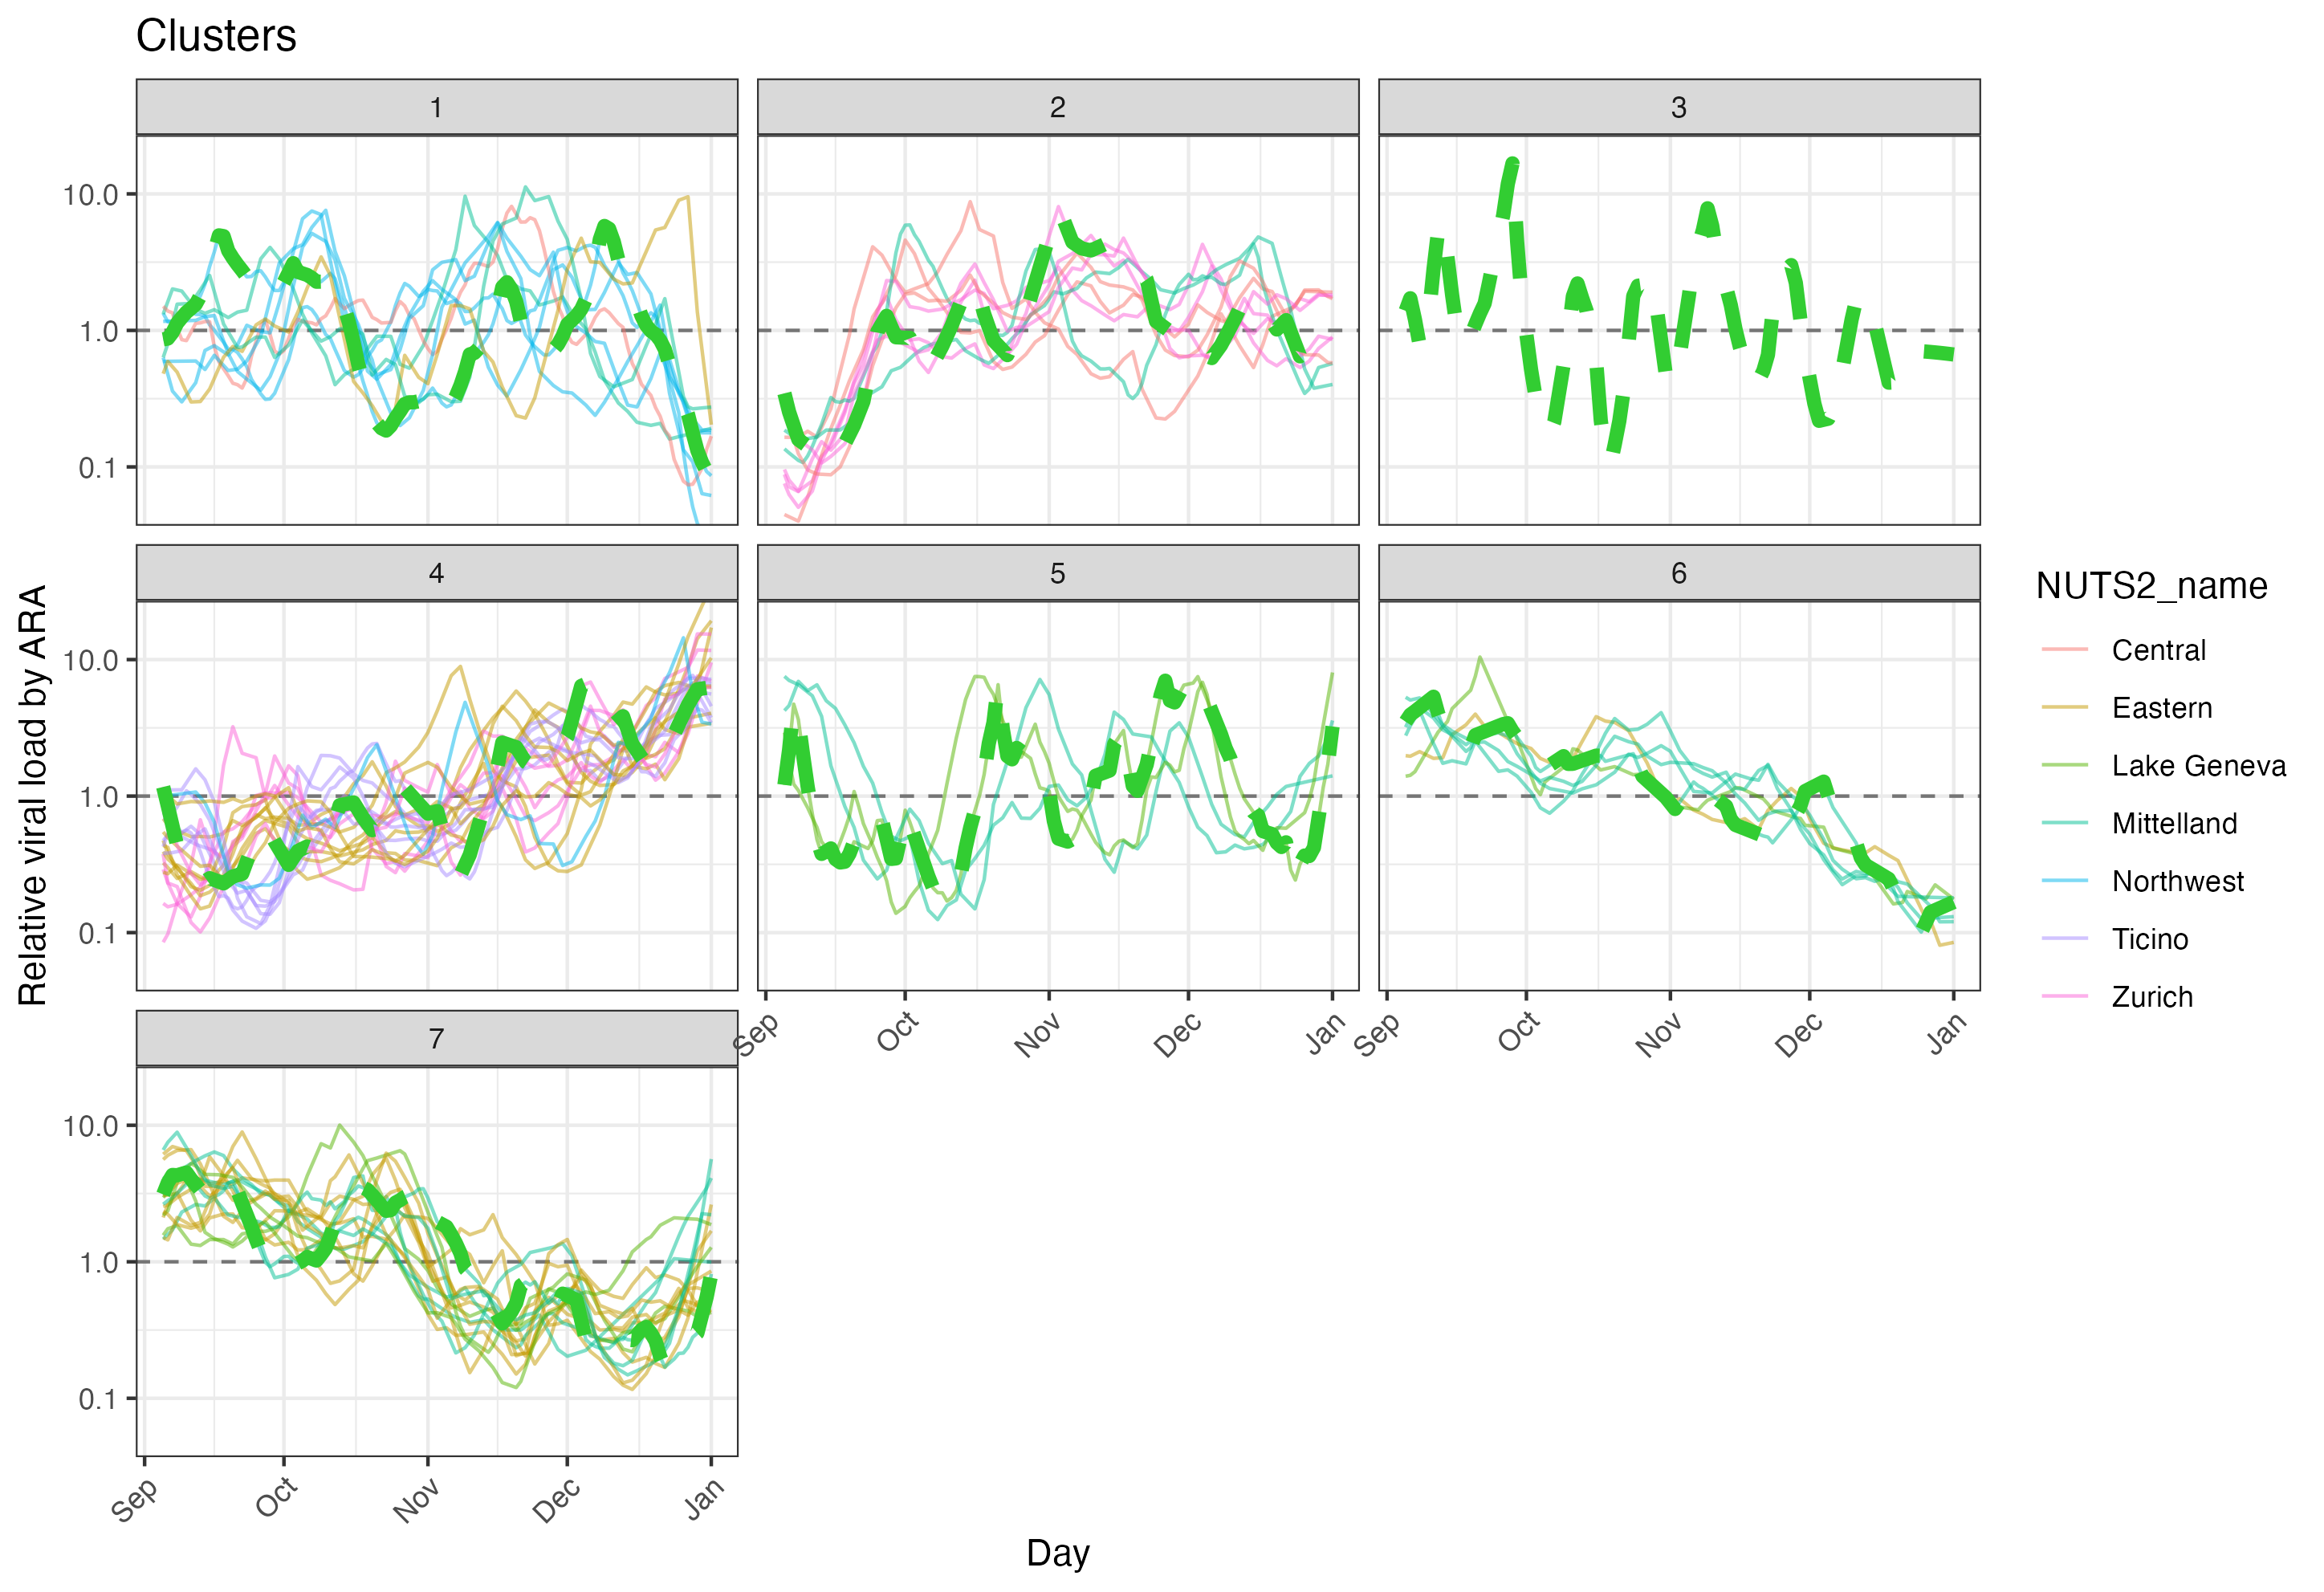 Clusters
1
2
3
10.0
1.0
0.1
4
5
6
10.0
1.0
0.1
Sep
Oct
Nov
Dec
Jan
Sep
Oct
Nov
Dec
Jan
7
10.0
1.0
0.1
Sep
Oct
Nov
Dec
Jan
Day
Relative viral load by ARA
NUTS2_name
Central
Eastern
Lake Geneva
Mittelland
Northwest
Ticino
Zurich